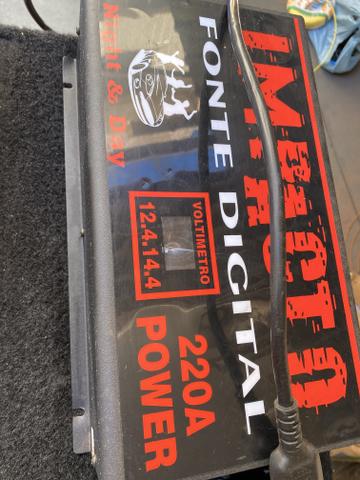 IMPACTO
FONTE DIGITAL
Night & Day
VOLTIMETRO
12.4.14.4
220A
POWER